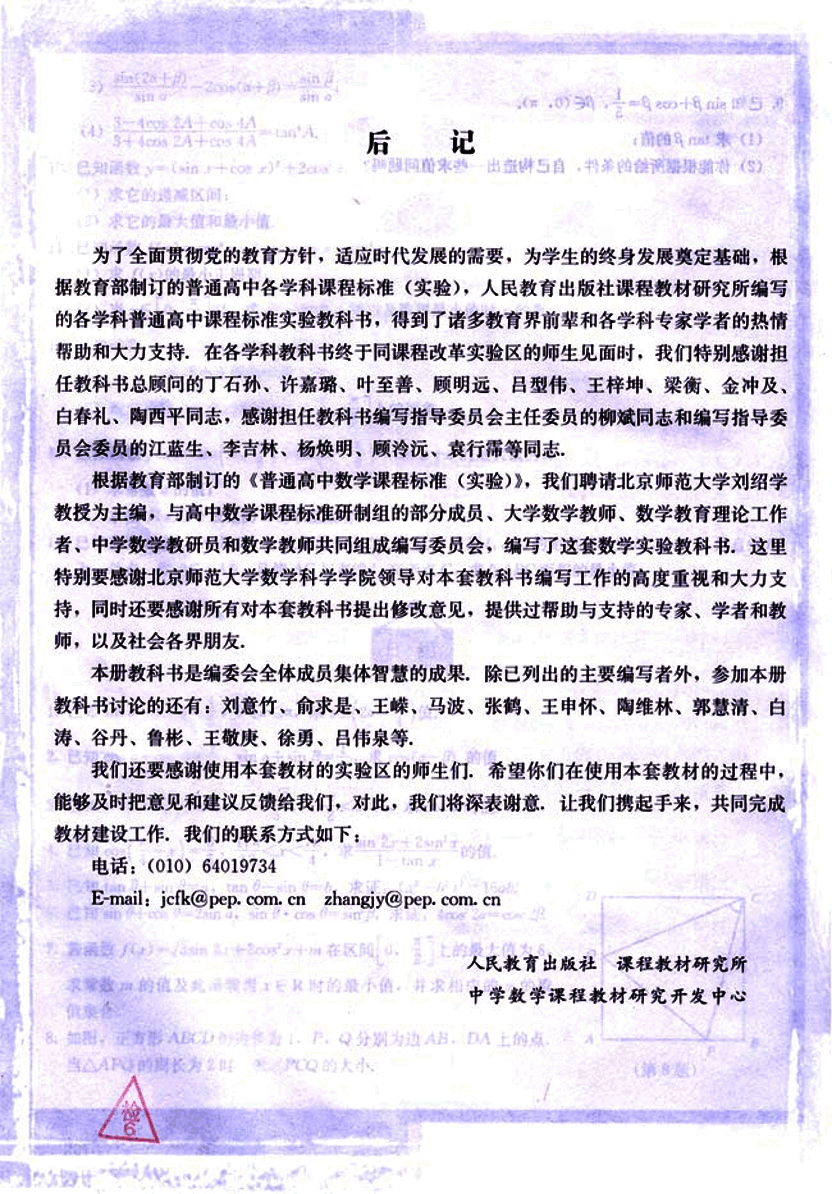 后 记
为了全面贯彻党的教育方针，适应时代发展的需要，为学生的终身发展奠定基础，根
据教育部制订的普通高中各学科课程标准（实验），人民教育出版社课程教材研究所编写
的各学科普通高中课程标准实验教科书，得到了诸多教育界前辈和各学科专家学者的热情
帮助和大力支持．在各学科教科书终于同课程改革实验区的师生见面时，我们特别感谢担
任教科书总顾问的丁石孙、许嘉璐、叶至善、顾明远、吕型伟、王梓坤、梁衡、金冲及、
白春礼、陶西平同志，感谢担任教科书编写指导委员会主任委员的柳斌同志和编写指导委
员会委员的江蓝生、李吉林、杨焕明、顾泠沅、袁行霈等同志．
根据教育部制订的《普通高中数学课程标准（实验）》，我们聘请北京师范大学刘绍学
教授为主编，与高中数学课程标准研制组的部分成员、大学数学教师、数学教育理论工作
者、中学数学教研员和数学教师共同组成编写委员会，编写了这套数学实验教科书．这里
特别要感谢北京师范大学数学科学学院领导对本套教科书编写工作的高度重视和大力支
持，同时还要感谢所有对本套教科书提出修改意见，提供过帮助与支持的专家、学者和教
师，以及社会各界朋友．
本册教科书是编委会全体成员集体智慧的成果．除已列出的主要编写者外，参加本册
教科书讨论的还有：刘意竹、俞求是、王嵘、马波、张鹤、王申怀、陶维林、郭慧清、白
涛、谷丹、鲁彬、王敬庚、徐勇、吕伟泉等．
我们还要感谢使用本套教材的实验区的师生们．希望你们在使用本套教材的过程中，
能够及时把意见和建议反馈给我们，对此，我们将深表谢意．让我们携起手来，共同完成
教材建设工作．我们的联系方式如下：
电话：（010）64019734
E-mail：jcfk@pep.com.cn zhangjy@pep.com.cn
人民教育出版社 课程教材研究所
中学数学课程教材研究开发中心
检
6